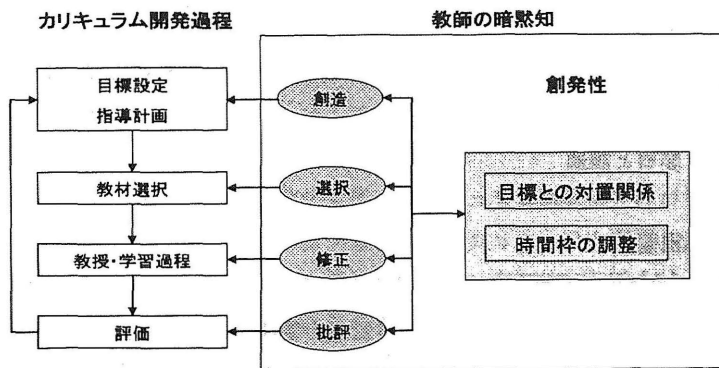 カリキュラム開発過程
教師の暗黙知
目標設定
指導計画
創造
創発性
教材選択
選択
目標との対置関係
時間枠の調整
教授・学習過程
修正
評価
批評